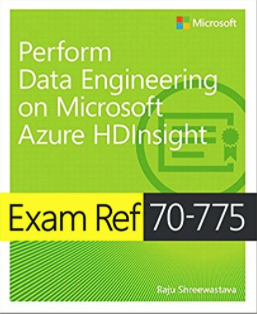 Microsoft
Perform
Data Engineering
on Microsoft
Azure HDInsight
Exam Ref 70-775
Raju Shreewastava